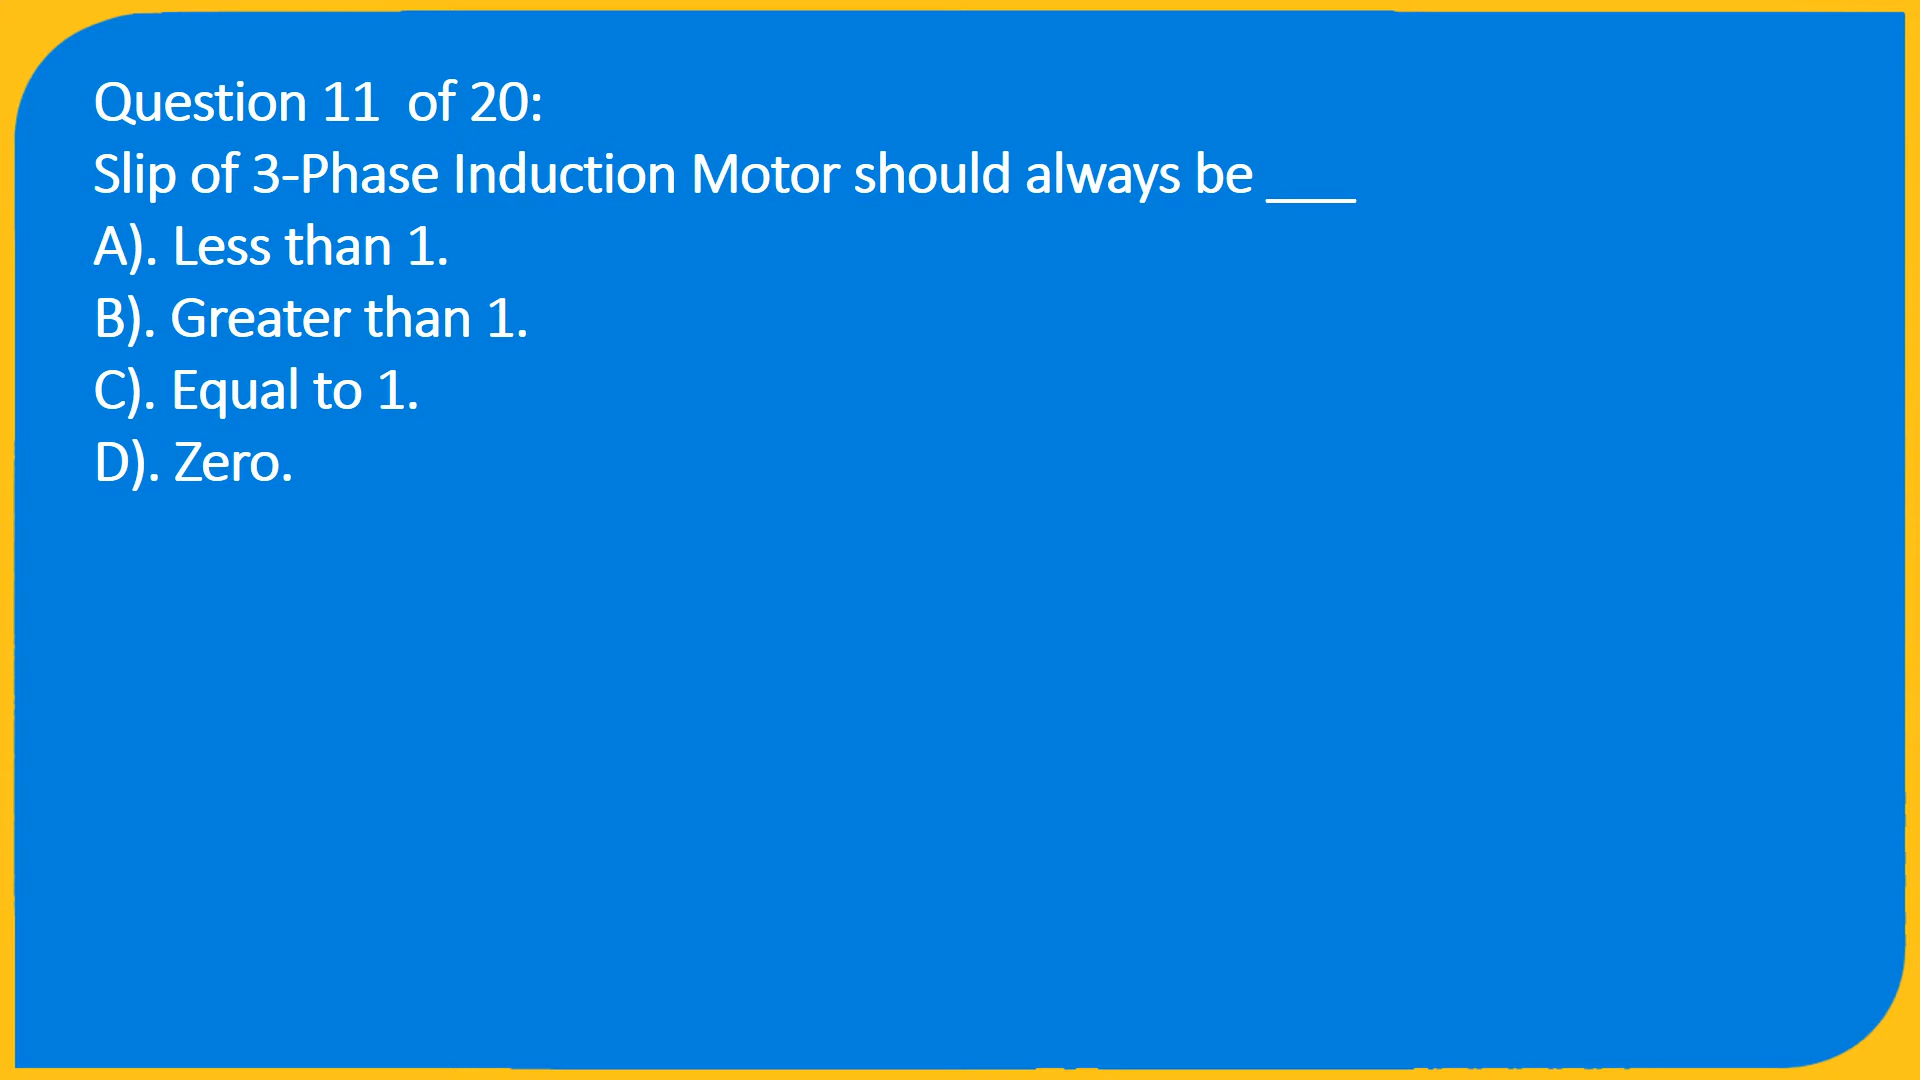 Question 11  of 20:
Slip of 3-Phase Induction Motor should always be ____
A). Less than 1.
B). Greater than 1.
C). Equal to 1.
D). Zero.